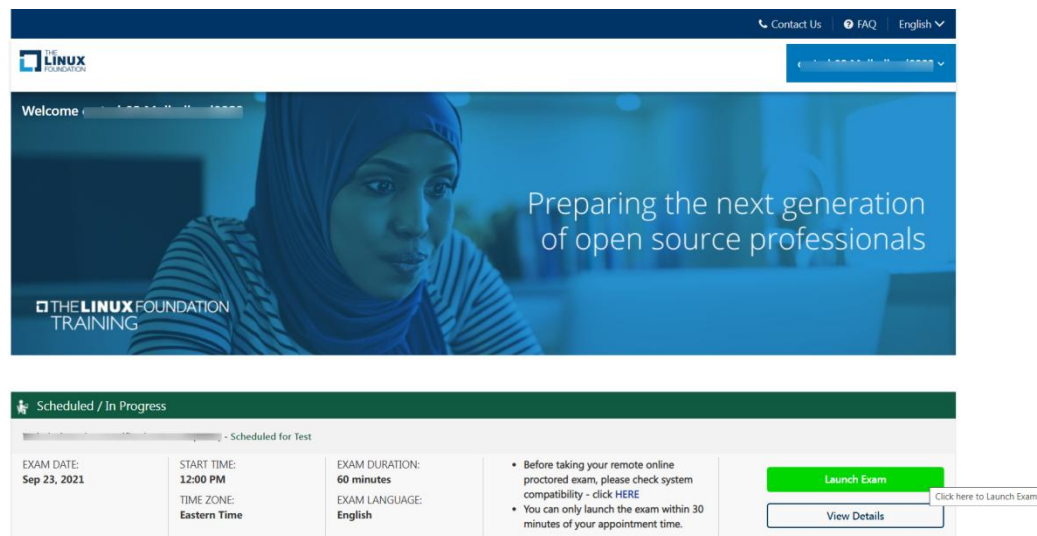 Contact Us
FAQ
English
THE
LINUX
FOUNDATION
Welcome
Preparing the next generation
of open source professionals
THE LINUX FOUNDATION
TRAINING
Scheduled / In Progress
- Scheduled for Test
EXAM DATE:
Sep 23, 2021
START TIME:
12:00 PM
TIME ZONE:
Eastern Time
EXAM DURATION:
60 minutes
EXAM LANGUAGE:
English
• Before taking your remote online
proctored exam, please check system
compatibility - click HERE
• You can only launch the exam within 30
minutes of your appointment time.
Launch Exam
Click here to Launch Exam
View Details